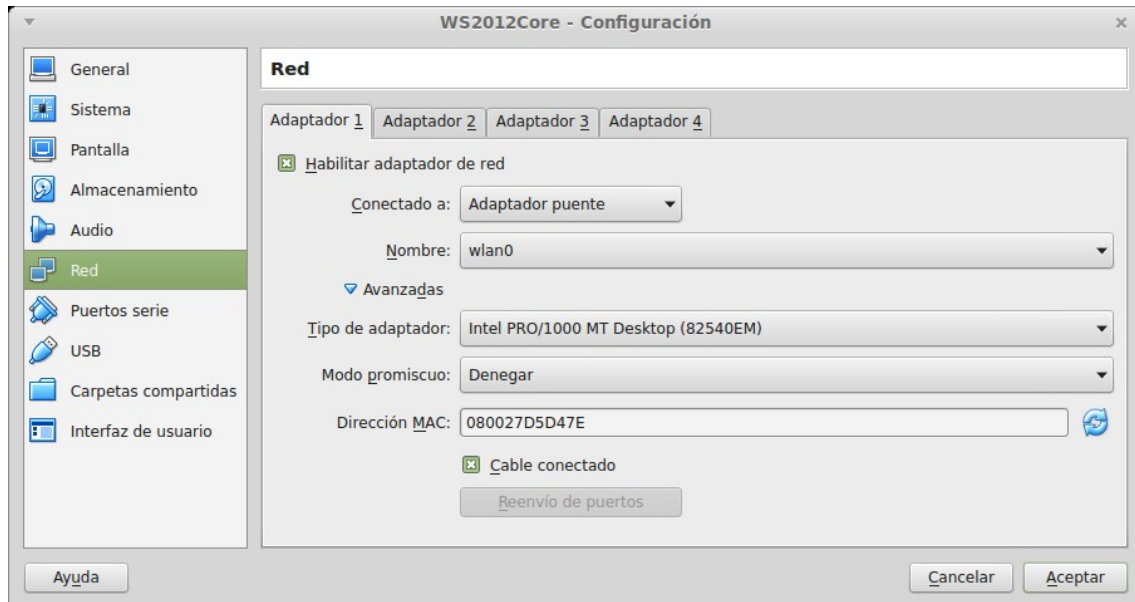 WS2012Core - Configuración
General
Sistema
Pantalla
Almacenamiento
Audio
Red
Puertos serie
USB
Carpetas compartidas
Interfaz de usuario
Red
Adaptador 1 Adaptador 2 Adaptador 3 Adaptador 4
Habilitar adaptador de red
Conectado a: Adaptador puente
Nombre: wlan0
Avanzadas
Tipo de adaptador: Intel PRO/1000 MT Desktop (82540EM)
Modo promiscuo: Denegar
Dirección MAC: 080027D5D47E
Cable conectado
Reenvío de puertos
Ayuda Cancelar Aceptar